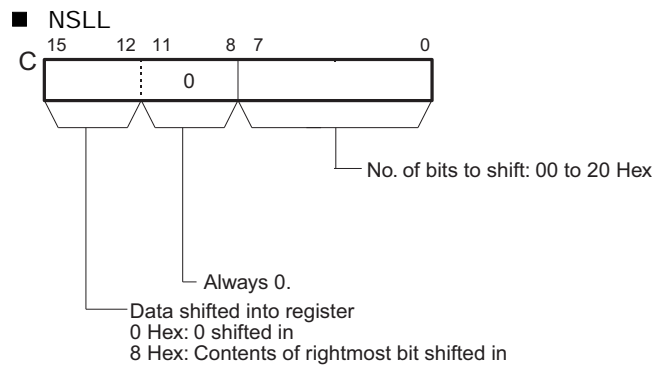 ■ NSLL
15 12 11 8 7 0
C
0
No. of bits to shift: 00 to 20 Hex
Always 0.
Data shifted into register
0 Hex: 0 shifted in
8 Hex: Contents of rightmost bit shifted in